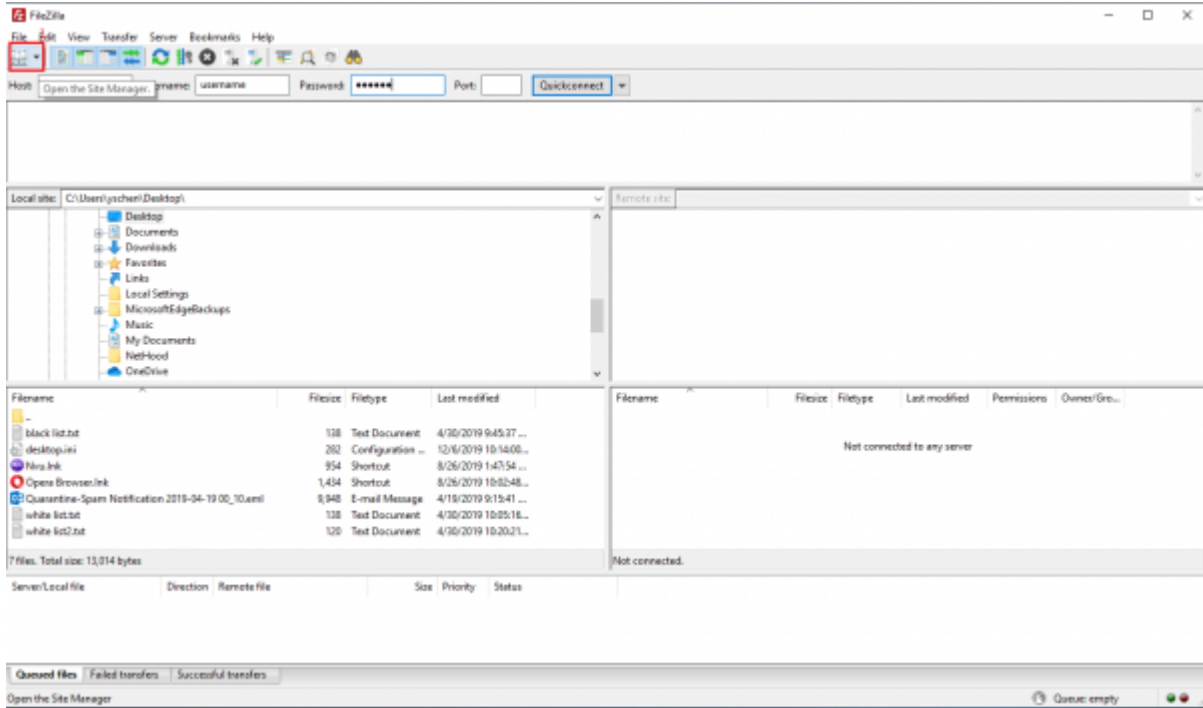 FileZilla
File Edit View Transfer Server Bookmarks Help
Host: Username: username Password: ●●●●●● Port: Quickconnect
Open the Site Manager.
Local site: C:\Users\yschen\Desktop\
Remote site:
Desktop
Documents
Downloads
Favorites
Links
Local Settings
MicrosoftEdgeBackups
Music
My Documents
NetHood
OneDrive
Filename Filesize Filetype Last modified
..
black list.txt 138 Text Document 4/30/2019 9:45:37 ...
desktop.ini 282 Configuration ... 12/6/2019 10:14:00...
954 Shortcut 8/26/2019 1:47:54 ...
Opera Browser.lnk 1,434 Shortcut 8/26/2019 10:02:48...
Quarantine-Spam Notification 2019-04-19 00_10.eml 9,948 E-mail Message 4/19/2019 9:15:41 ...
white list.txt 138 Text Document 4/30/2019 10:05:16...
white list2.txt 120 Text Document 4/30/2019 10:20:21...
7 files. Total size: 13,014 bytes
Filename Filesize Filetype Last modified Permissions Owner/Gro...
Not connected to any server
Not connected.
Server/Local file Direction Remote file Size Priority Status
Queued files Failed transfers Successful transfers
Open the Site Manager
Queue: empty